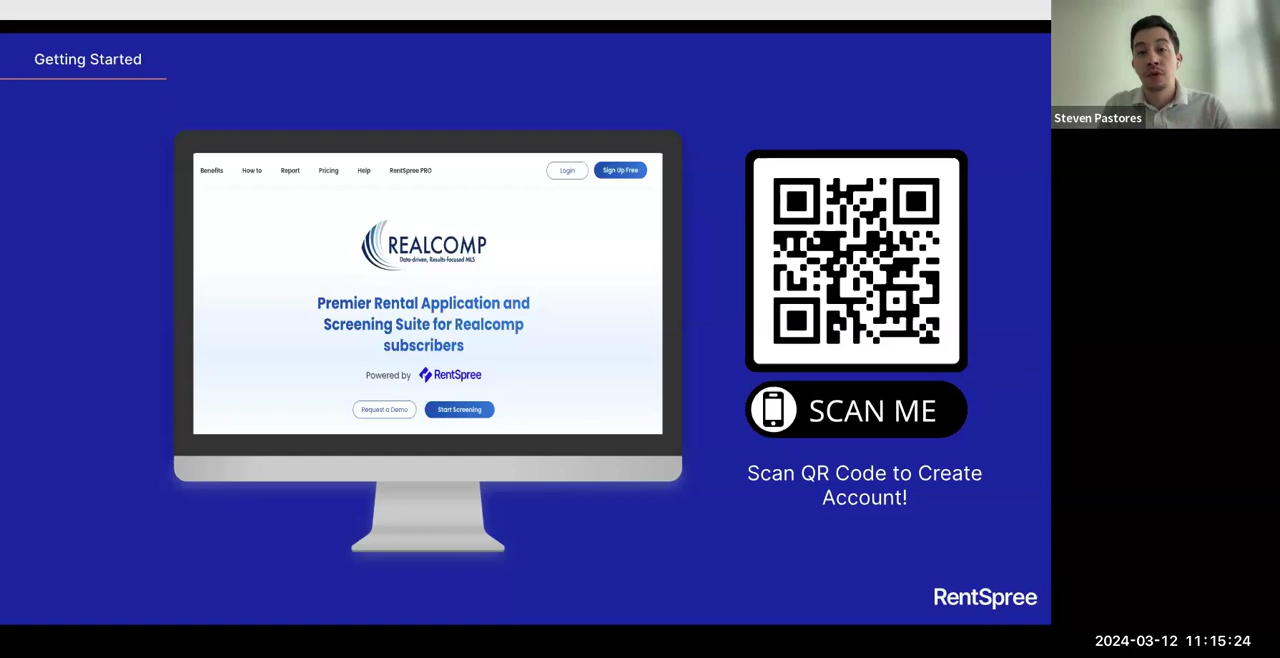 Getting Started
Steven Pastores
Benefits How to Report Pricing Help RentSpree PRO Login Sign Up Free
REALCOMP
Data-driven, Results-focused MLS
Premier Rental Application and
Screening Suite for Realcomp
subscribers
Powered by RentSpree
Request a Demo Start Screening
SCAN ME
Scan QR Code to Create
Account!
RentSpree
2024-03-12 11:15:24